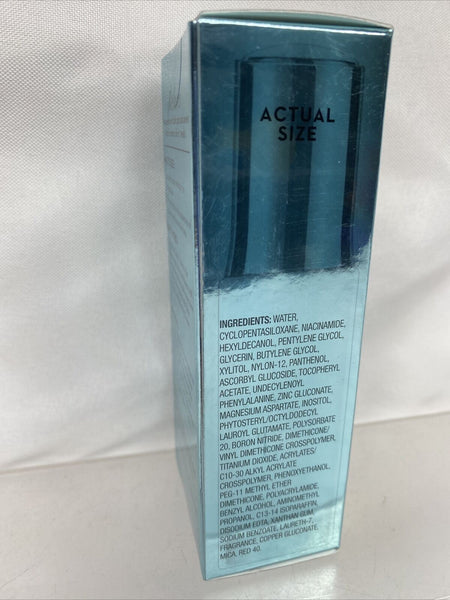 ACTUAL
SIZE
INGREDIENTS: WATER,
CYCLOPENTASILOXANE, NIACINAMIDE,
HEXYLDECANOL, PENTYLENE GLYCOL,
GLYCERIN, BUTYLENE GLYCOL,
XYLITOL, NYLON-12, PANTHENOL,
ASCORBYL GLUCOSIDE, TOCOPHERYL
ACETATE, UNDECYLENOYL
PHENYLALANINE, ZINC GLUCONATE,
MAGNESIUM ASPARTATE, INOSITOL,
PHYTOSTERYL/OCTYLDODECYL
LAUROYL GLUTAMATE, POLYSORBATE
20, BORON NITRIDE, DIMETHICONE/
VINYL DIMETHICONE CROSSPOLYMER,
TITANIUM DIOXIDE, ACRYLATES/
C10-30 ALKYL ACRYLATE
CROSSPOLYMER, PHENOXYETHANOL,
PEG-11 METHYL ETHER
DIMETHICONE, POLYACRYLAMIDE,
BENZYL ALCOHOL, AMINOMETHYL
PROPANOL, C13-14 ISOPARAFFIN,
DISODIUM EDTA, XANTHAN GUM,
SODIUM BENZOATE, LAURETH-7,
FRAGRANCE, COPPER GLUCONATE,
MICA, RED 40.